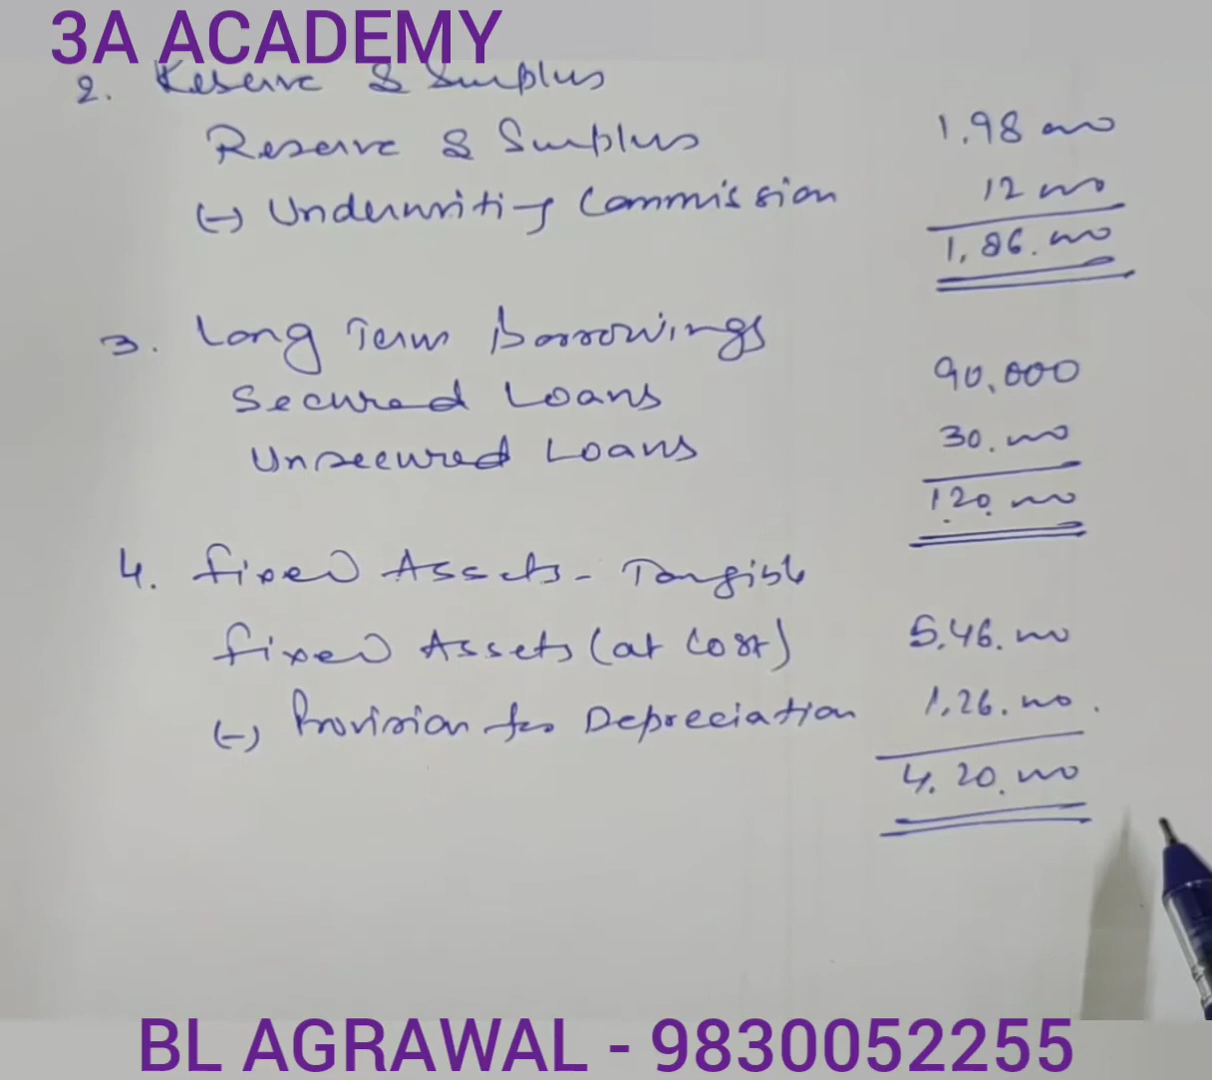 3A ACADEMY
2. Reserve & Surplus
Reserve & Surplus 1.98 000
(-) Underwriting Commission 12 000
1,86.000
3. Long Term Borrowings
Secured Loans 90,000
Unsecured Loans 30.000
120.000
4. Fixed Assets - Tangible
Fixed Assets (at Cost) 5.46.000
(-) Provision for Depreciation 1.26.000.
4.20.000
BL AGRAWAL - 9830052255